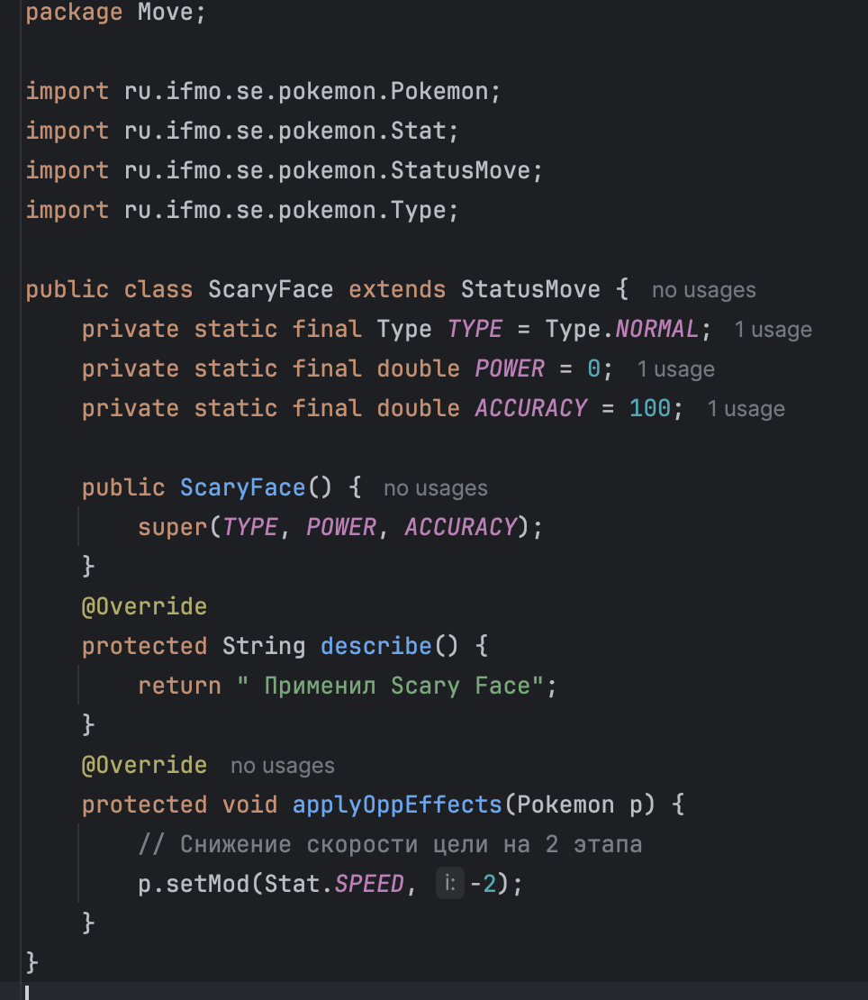 package Move;
import ru.ifmo.se.pokemon.Pokemon;
import ru.ifmo.se.pokemon.Stat;
import ru.ifmo.se.pokemon.StatusMove;
import ru.ifmo.se.pokemon.Type;
public class ScaryFace extends StatusMove { no usages
    private static final Type TYPE = Type.NORMAL; 1 usage
    private static final double POWER = 0; 1 usage
    private static final double ACCURACY = 100; 1 usage
    public ScaryFace() { no usages
        super(TYPE, POWER, ACCURACY);
    }
    @Override
    protected String describe() {
        return " Применил Scary Face";
    }
    @Override no usages
    protected void applyOppEffects(Pokemon p) {
        // Снижение скорости цели на 2 этапа
        p.setMod(Stat.SPEED, i: -2);
    }
}